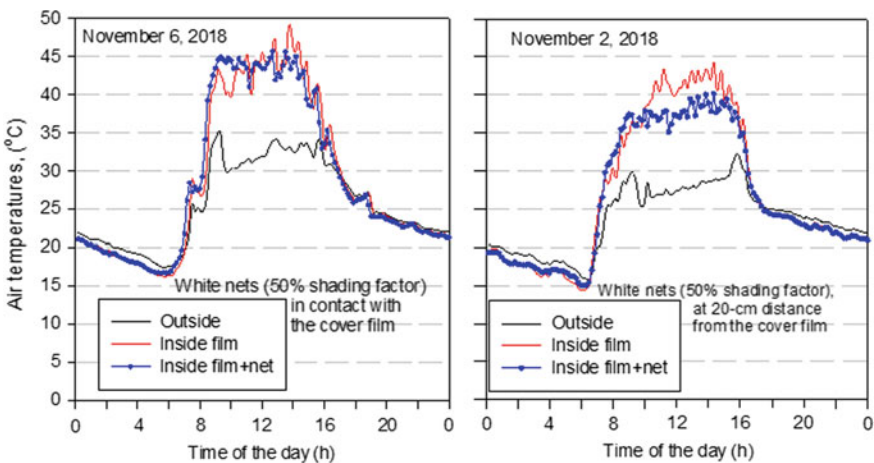 November 6, 2018
50
45
40
35
30
25
20
15
10
5
0
Air temperatures, (°C)
White nets (50% shading factor)
in contact with
the cover film
Outside
Inside film
Inside film+net
0 4 8 12 16 20 0
Time of the day (h)
November 2, 2018
White nets (50% shading factor),
at 20-cm distance
from the cover film
Outside
Inside film
Inside film+net
0 4 8 12 16 20 0
Time of the day (h)